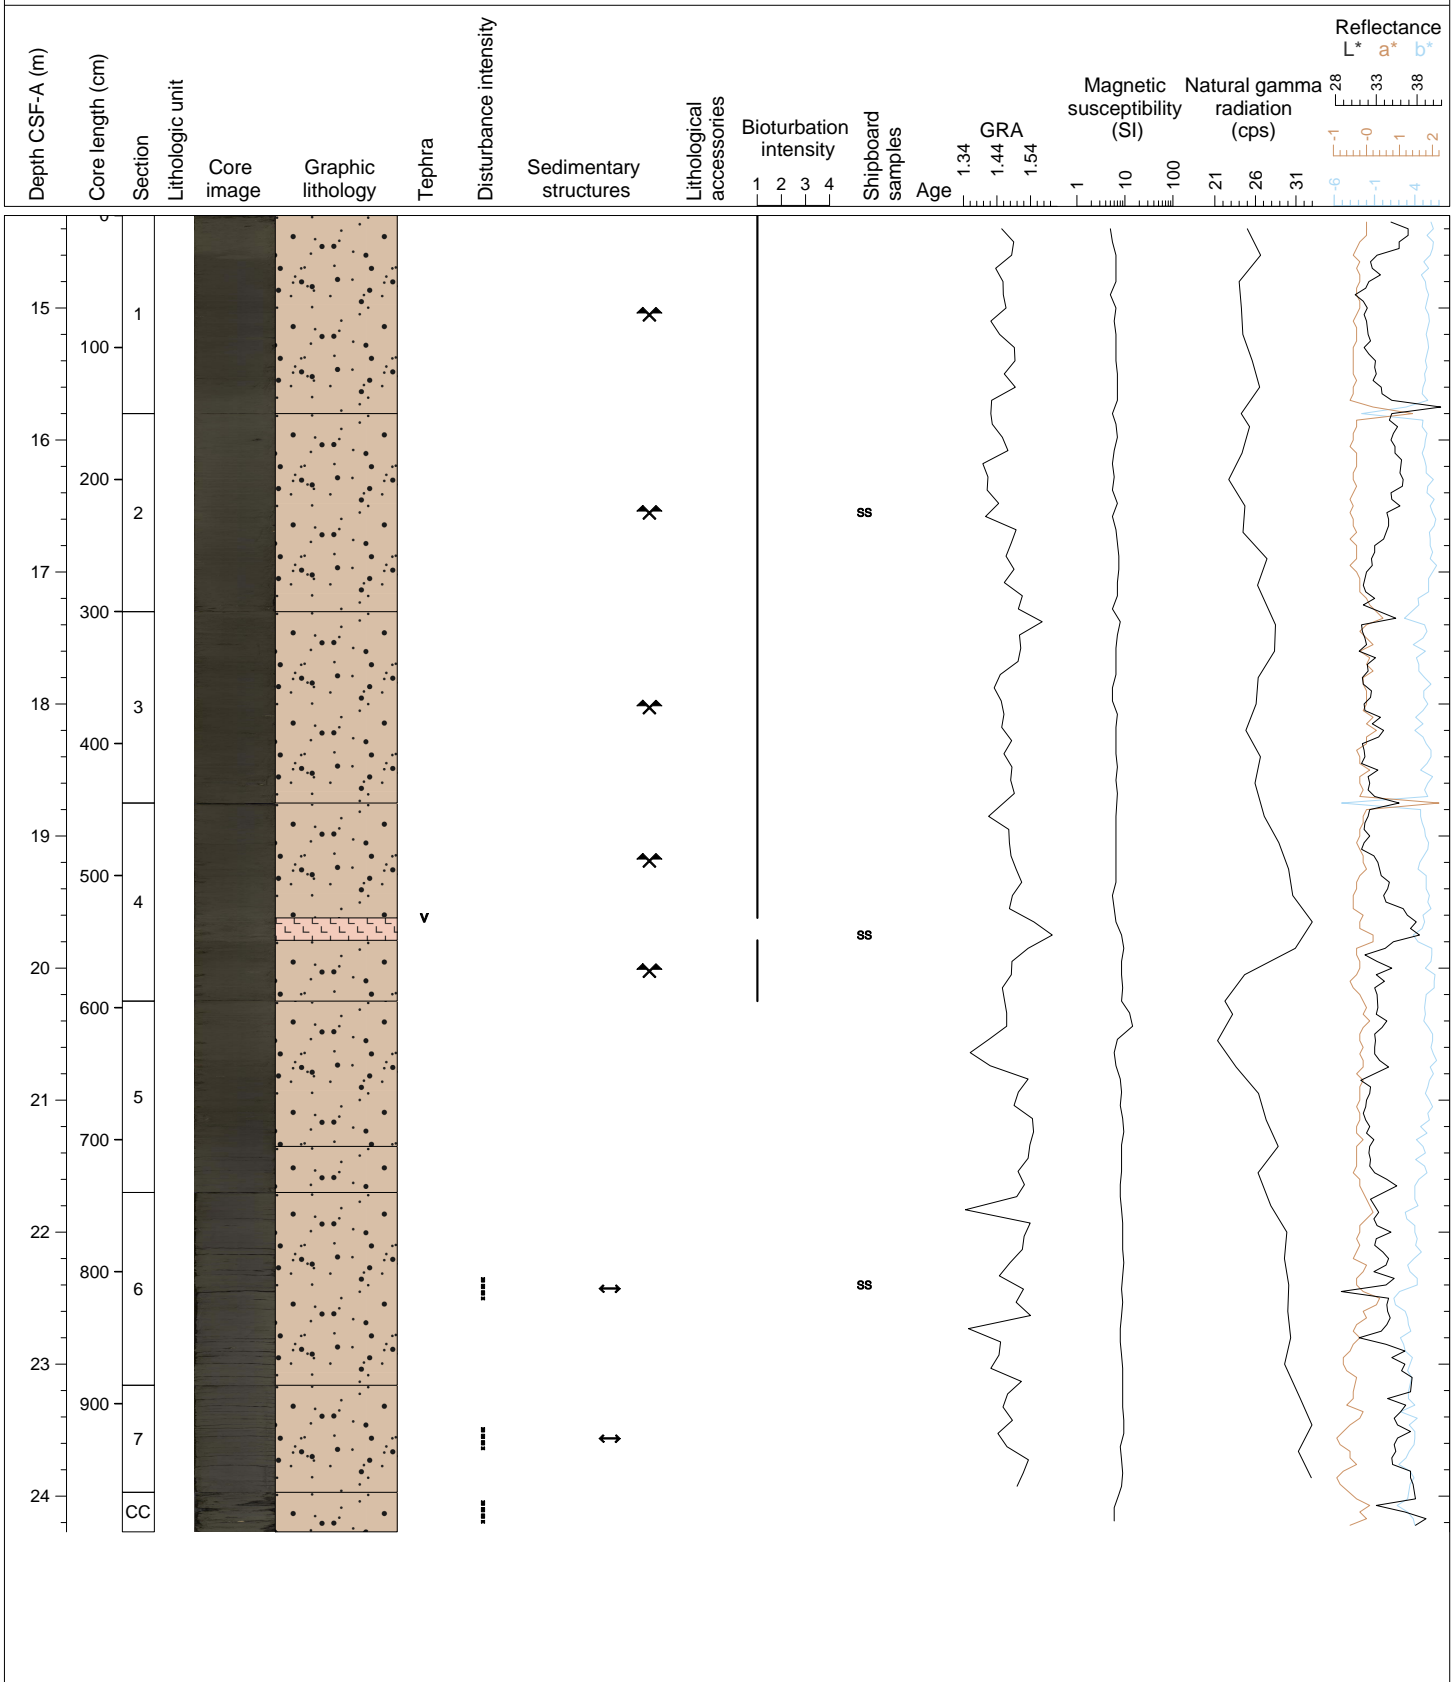 Depth CSF-A (m)
Core length (cm)
Section
Lithologic unit
Core
image
Graphic
lithology
Tephra
Disturbance intensity
Sedimentary
structures
Lithological
accessories
Bioturbation
intensity
1 2 3 4
Shipboard
samples
Age
GRA
1.34 1.44 1.54
Magnetic
susceptibility
(SI)
1 10 100
Natural gamma
radiation
(cps)
21 26 31
Reflectance
L* a* b*
28 33 38
-1 -0 1 2
-6 -1 4
0
15
1
100
16
200
2
ss
17
300
3
18
400
19
500
4
v
ss
20
600
5
21
700
22
800
6
ss
23
900
7
24
CC